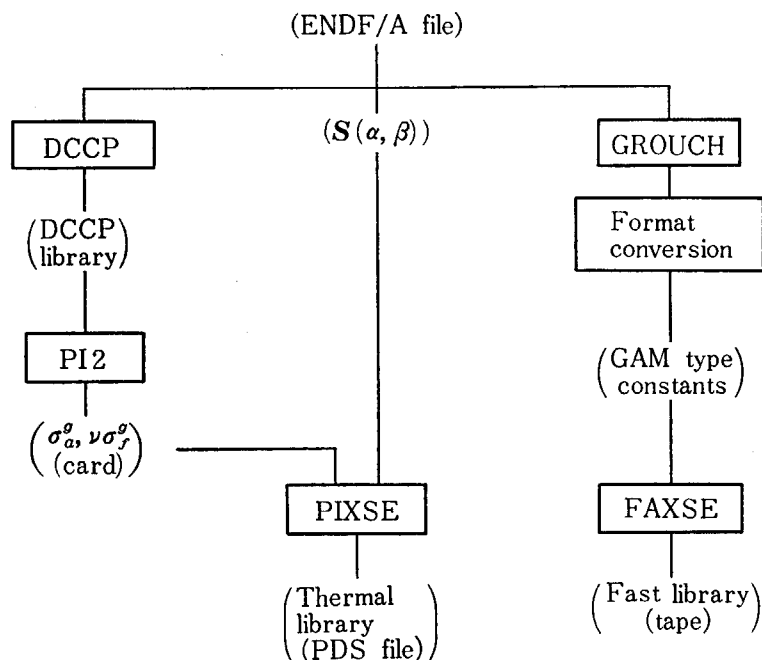 (ENDF/A file)
DCCP
(S(α, β))
GROUCH
(DCCP
library)
Format
conversion
PI2
(GAM type
constants)
(σ_a^g, νσ_f^g
(card))
PIXSE
FAXSE
(Thermal
library
(PDS file))
(Fast library
(tape))